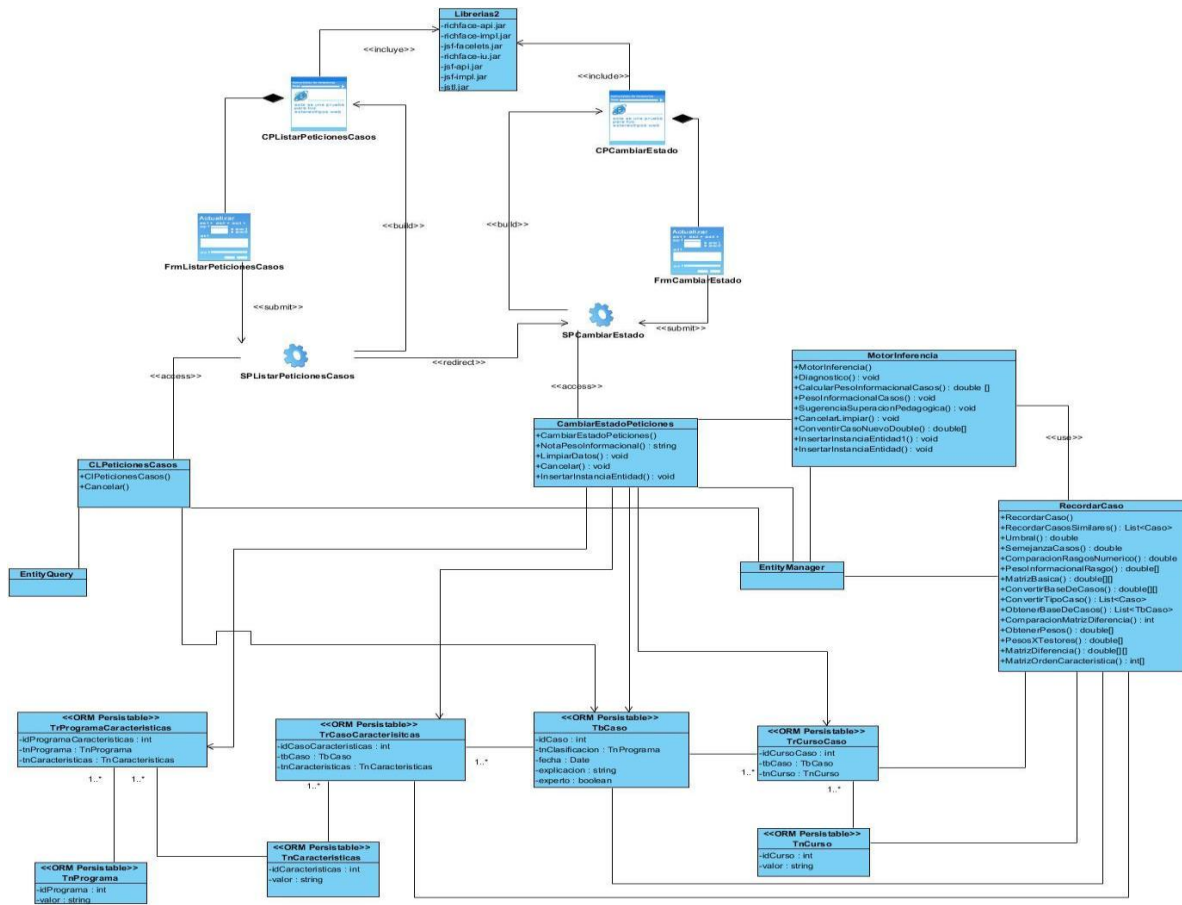 Librerias2
-richface-api.jar
-richface-impl.jar
-jsf-facelets.jar
-richface-iu.jar
-jsf-api.jar
-jsf-impl.jar
-jstl.jar
<<incluye>>
<<include>>
CPListarPeticionesCasos
CPCambiarEstado
<<build>>
<<build>>
Actualizar
FrmListarPeticionesCasos
Actualizar
FrmCambiarEstado
<<submit>>
<<submit>>
SPListarPeticionesCasos
SPCambiarEstado
<<redirect>>
<<access>>
<<access>>
MotorInferencia
+MotorInferencia()
+Diagnostico() : void
+CalcularPesoInformacionalCasos() : double []
+PesoInformacionalCasos() : void
+SugerenciaSuperacionPedagogica() : void
+CancelarLimpiar() : void
+ConventirCasoNuevoDouble() : double[]
+InsertarInstanciaEntidad1() : void
+InsertarInstanciaEntidad() : void
<<use>>
CambiarEstadoPeticiones
+CambiarEstadoPeticiones()
+NotaPesoInformacional() : string
+LimpiarDatos() : void
+Cancelar() : void
+InsertarInstanciaEntidad() : void
CLPeticionesCasos
+ClPeticionesCasos()
+Cancelar()
RecordarCaso
+RecordarCaso()
+RecordarCasosSimilares() : List<Caso>
+Umbral() : double
+SemejanzaCasos() : double
+ComparacionRasgosNumerico() : double
+PesoInformacionalRasgo() : double[]
+MatrizBasica() : double[][]
+ConvertirBaseDeCasos() : double[][]
+ConvertirTipoCaso() : List<Caso>
+ObtenerBaseDeCasos() : List<TbCaso>
+ComparacionMatrizDiferencia() : int
+ObtenerPesos() : double[]
+PesosXTestores() : double[]
+MatrizDiferencia() : double[][]
+MatrizOrdenCaracteristica() : int[]
EntityQuery
EntityManager
<<ORM Persistable>>
TrProgramaCaracteristicas
-idProgramaCaracteristicas : int
-tnPrograma : TnPrograma
-tnCaracteristicas : TnCaracteristicas
<<ORM Persistable>>
TrCasoCaracterisitcas
-idCasoCaracteristicas : int
-tbCaso : TbCaso
-tnCaracteristicas : TnCaracteristicas
<<ORM Persistable>>
TbCaso
-idCaso : int
-tnClasificacion : TnPrograma
-fecha : Date
-explicacion : string
-experto : boolean
<<ORM Persistable>>
TrCursoCaso
-idCursoCaso : int
-tbCaso : TbCaso
-tnCurso : TnCurso
1..*
1..*
1..*
1..*
1..*
1..*
<<ORM Persistable>>
TnCurso
-idCurso : int
-valor : string
<<ORM Persistable>>
TnCaracteristicas
-idCaracteristicas : int
-valor : string
<<ORM Persistable>>
TnPrograma
-idPrograma : int
-valor : string